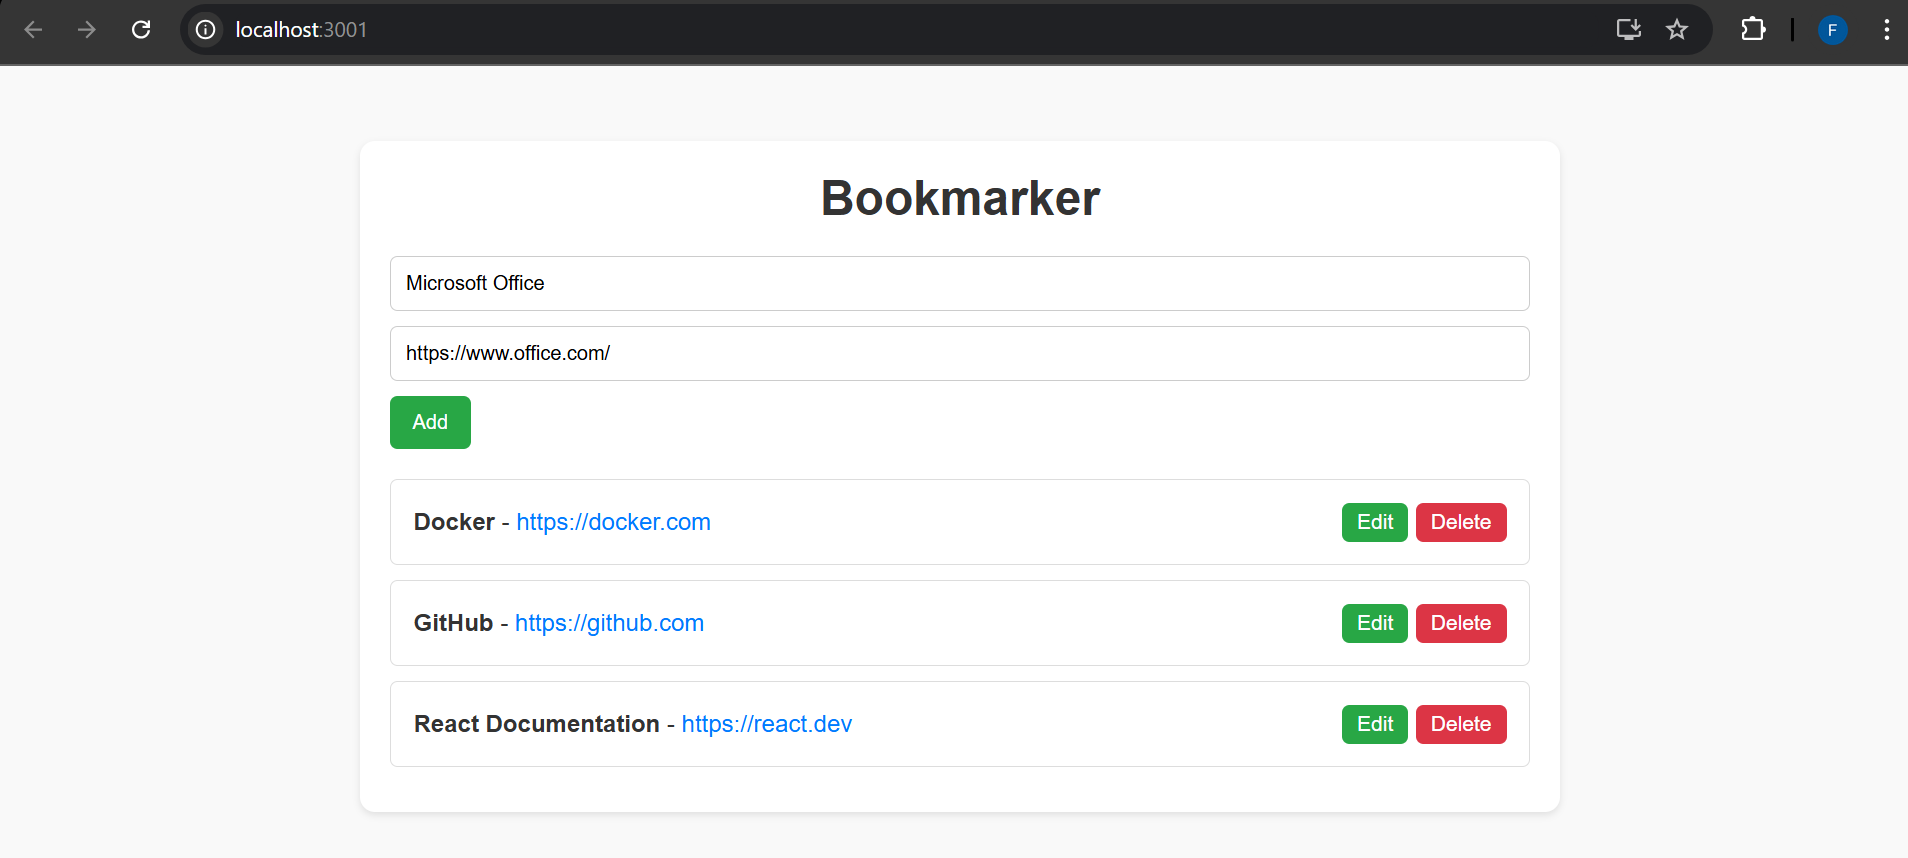 localhost:3001
F
Bookmarker
Microsoft Office
https://www.office.com/
Add
Docker - https://docker.com Edit Delete
GitHub - https://github.com Edit Delete
React Documentation - https://react.dev Edit Delete